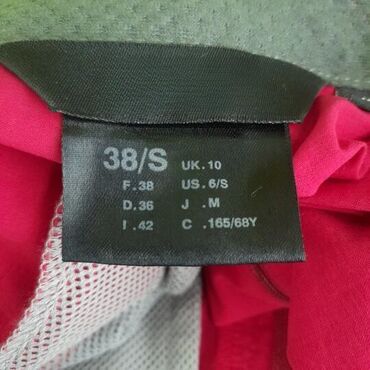 38/S UK.10
F.38 US.6/S
D.36 J .M
I .42 C .165/68Y